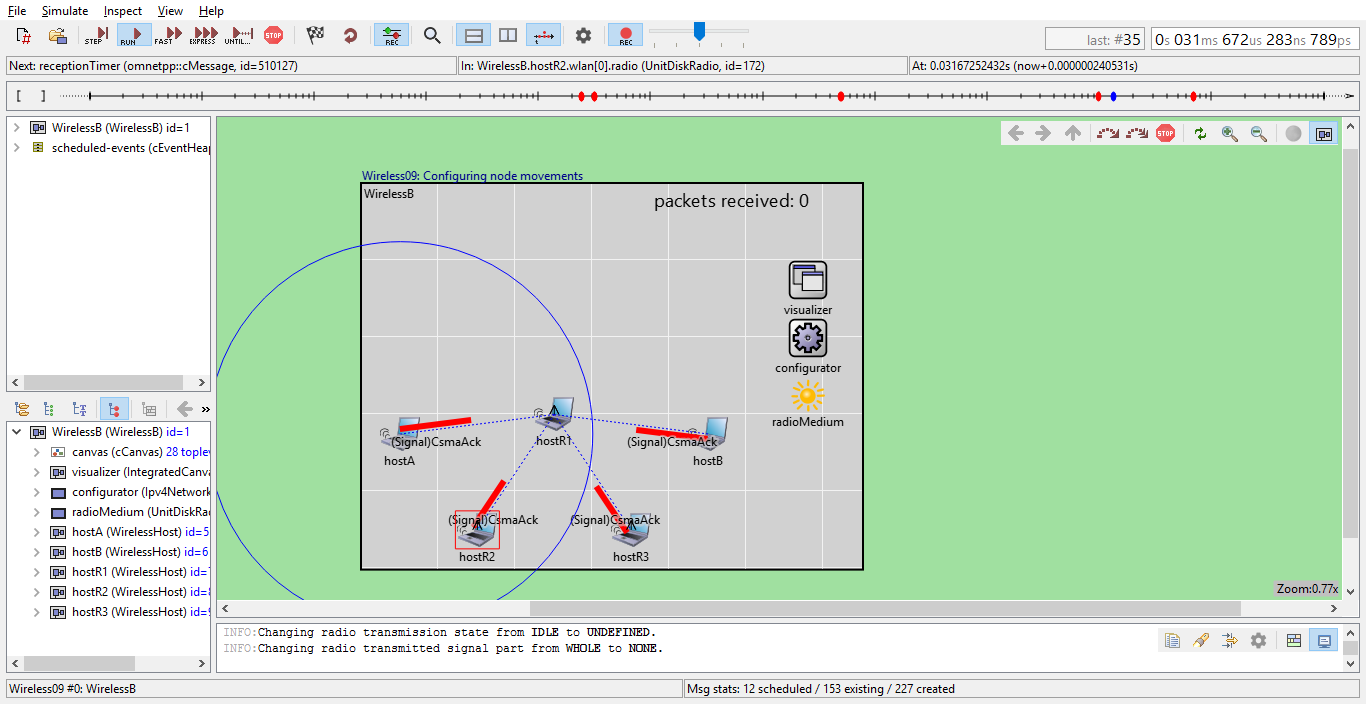 File Simulate Inspect View Help
STEP RUN FAST EXPRESS UNTIL... STOP REC REC last: #35 0s 031ms 672us 283ns 789ps
Next: receptionTimer (omnetpp::cMessage, id=510127) In: WirelessB.hostR2.wlan[0].radio (UnitDiskRadio, id=172) At: 0.03167252432s (now+0.000000240531s)
[ ]
WirelessB (WirelessB) id=1
scheduled-events (cEventHeap
STOP
Wireless09: Configuring node movements
WirelessB
packets received: 0
visualizer
configurator
radioMedium
hostR1
(Signal)CsmaAck
hostA
(Signal)CsmaAck
hostB
(Signal)CsmaAck
hostR2
(Signal)CsmaAck
hostR3
Zoom:0.77x
WirelessB (WirelessB) id=1
canvas (cCanvas) 28 toplev
visualizer (IntegratedCanva
configurator (Ipv4Network
radioMedium (UnitDiskRad
hostA (WirelessHost) id=5
hostB (WirelessHost) id=6
hostR1 (WirelessHost) id=
hostR2 (WirelessHost) id=
hostR3 (WirelessHost) id=
INFO:Changing radio transmission state from IDLE to UNDEFINED.
INFO:Changing radio transmitted signal part from WHOLE to NONE.
Wireless09 #0: WirelessB Msg stats: 12 scheduled / 153 existing / 227 created